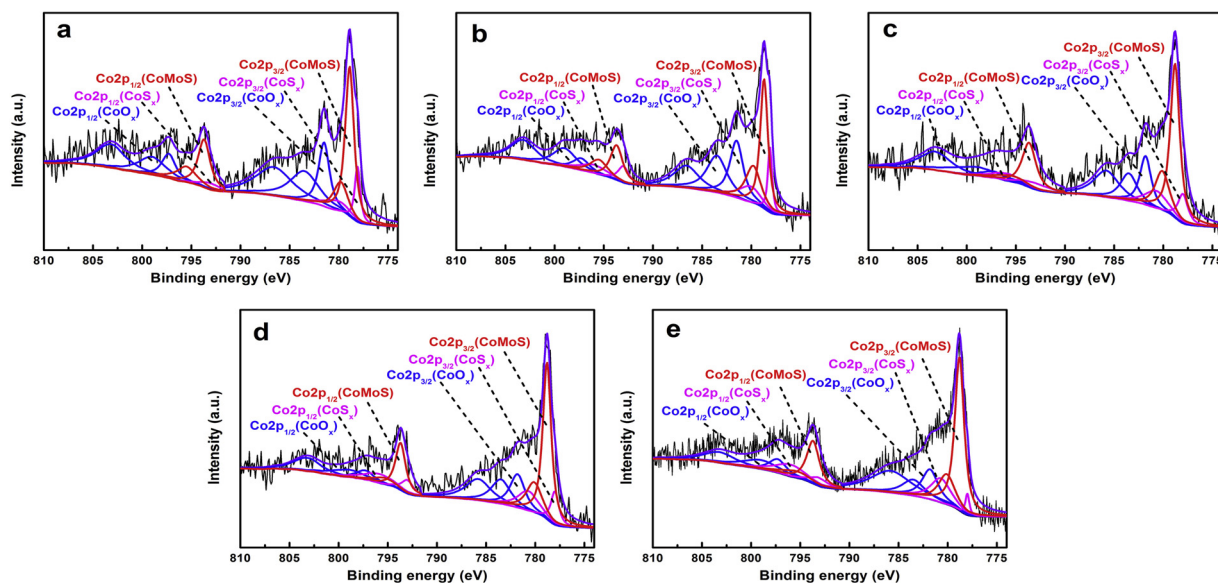 a
Co2p3/2(CoMoS)
Co2p1/2(CoMoS)
Co2p3/2(CoSx)
Co2p1/2(CoSx)
Co2p3/2(CoOx)
Co2p1/2(CoOx)
Intensity (a.u.)
810 805 800 795 790 785 780 775
Binding energy (eV)
b
Co2p3/2(CoMoS)
Co2p1/2(CoMoS)
Co2p3/2(CoSx)
Co2p1/2(CoSx)
Co2p3/2(CoOx)
Co2p1/2(CoOx)
Intensity (a.u.)
810 805 800 795 790 785 780 775
Binding energy (eV)
c
Co2p3/2(CoMoS)
Co2p3/2(CoSx)
Co2p1/2(CoMoS)
Co2p3/2(CoOx)
Co2p1/2(CoSx)
Co2p1/2(CoOx)
Intensity (a.u.)
810 805 800 795 790 785 780 775
Binding energy (eV)
d
Co2p3/2(CoMoS)
Co2p3/2(CoSx)
Co2p3/2(CoOx)
Co2p1/2(CoMoS)
Co2p1/2(CoSx)
Co2p1/2(CoOx)
Intensity (a.u.)
810 805 800 795 790 785 780 775
Binding energy (eV)
e
Co2p3/2(CoMoS)
Co2p3/2(CoSx)
Co2p1/2(CoMoS)
Co2p3/2(CoOx)
Co2p1/2(CoSx)
Co2p1/2(CoOx)
Intensity (a.u.)
810 805 800 795 790 785 780 775
Binding energy (eV)